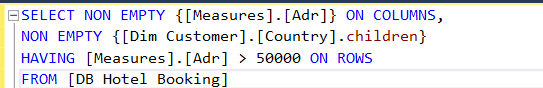 SELECT NON EMPTY {[Measures].[Adr]} ON COLUMNS,
NON EMPTY {[Dim Customer].[Country].children}
HAVING [Measures].[Adr] > 50000 ON ROWS
FROM [DB Hotel Booking]